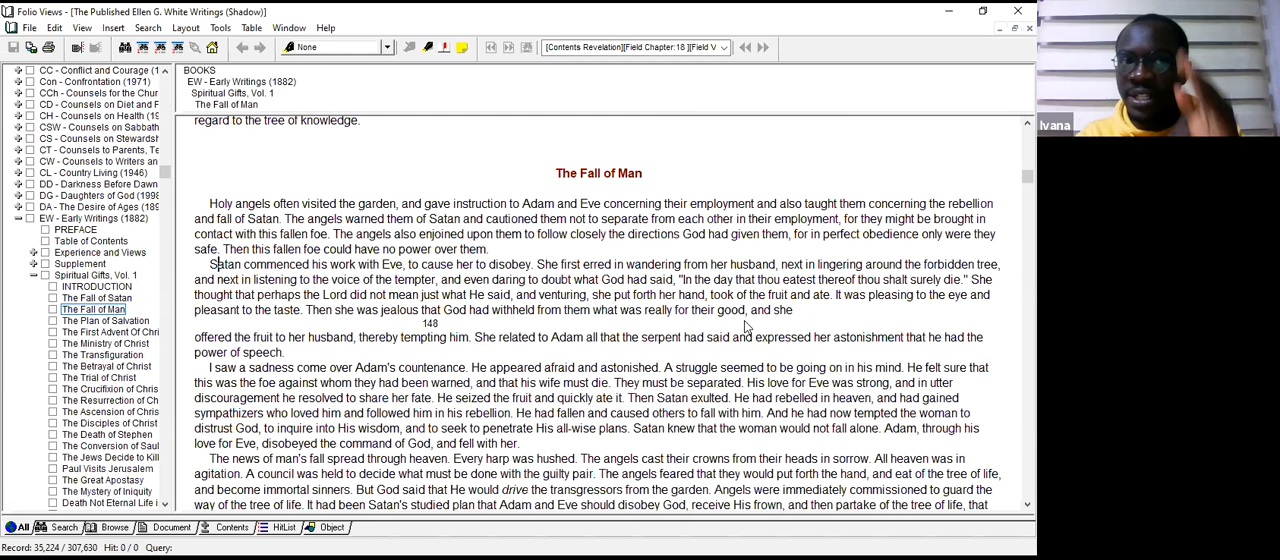 Folio Views - [The Published Ellen G. White Writings (Shadow)]
File Edit View Insert Search Layout Tools Table Window Help
None
[Contents Revelation][Field Chapter:18 ][Field V
CC - Conflict and Courage (1
Con - Confrontation (1971)
CCh - Counsels for the Churc
CD - Counsels on Diet and F
CH - Counsels on Health (19
CSW - Counsels on Sabbath
CS - Counsels on Stewardsh
CT - Counsels to Parents, Te
CW - Counsels to Writers an
CL - Country Living (1946)
DD - Darkness Before Dawn
DG - Daughters of God (1998
DA - The Desire of Ages (189
EW - Early Writings (1882)
PREFACE
Table of Contents
Experience and Views
Supplement
Spiritual Gifts, Vol. 1
INTRODUCTION
The Fall of Satan
The Fall of Man
The Plan of Salvation
The First Advent Of Chri
The Ministry of Christ
The Transfiguration
The Betrayal of Christ
The Trial of Christ
The Crucifixion of Christ
The Resurrection of Chri
The Ascension of Christ
The Disciples of Christ
The Death of Stephen
The Conversion of Saul
The Jews Decide to Kill
Paul Visits Jerusalem
The Great Apostasy
The Mystery of Iniquity
Death Not Eternal Life i
BOOKS
EW - Early Writings (1882)
Spiritual Gifts, Vol. 1
The Fall of Man
regard to the tree of knowledge.
The Fall of Man
Holy angels often visited the garden, and gave instruction to Adam and Eve concerning their employment and also taught them concerning the rebellion
and fall of Satan. The angels warned them of Satan and cautioned them not to separate from each other in their employment, for they might be brought in
contact with this fallen foe. The angels also enjoined upon them to follow closely the directions God had given them, for in perfect obedience only were they
safe. Then this fallen foe could have no power over them.
Satan commenced his work with Eve, to cause her to disobey. She first erred in wandering from her husband, next in lingering around the forbidden tree,
and next in listening to the voice of the tempter, and even daring to doubt what God had said, "In the day that thou eatest thereof thou shalt surely die." She
thought that perhaps the Lord did not mean just what He said, and venturing, she put forth her hand, took of the fruit and ate. It was pleasing to the eye and
pleasant to the taste. Then she was jealous that God had withheld from them what was really for their good, and she
148
offered the fruit to her husband, thereby tempting him. She related to Adam all that the serpent had said and expressed her astonishment that he had the
power of speech.
I saw a sadness come over Adam's countenance. He appeared afraid and astonished. A struggle seemed to be going on in his mind. He felt sure that
this was the foe against whom they had been warned, and that his wife must die. They must be separated. His love for Eve was strong, and in utter
discouragement he resolved to share her fate. He seized the fruit and quickly ate it. Then Satan exulted. He had rebelled in heaven, and had gained
sympathizers who loved him and followed him in his rebellion. He had fallen and caused others to fall with him. And he had now tempted the woman to
distrust God, to inquire into His wisdom, and to seek to penetrate His all-wise plans. Satan knew that the woman would not fall alone. Adam, through his
love for Eve, disobeyed the command of God, and fell with her.
The news of man's fall spread through heaven. Every harp was hushed. The angels cast their crowns from their heads in sorrow. All heaven was in
agitation. A council was held to decide what must be done with the guilty pair. The angels feared that they would put forth the hand, and eat of the tree of life,
and become immortal sinners. But God said that He would drive the transgressors from the garden. Angels were immediately commissioned to guard the
way of the tree of life. It had been Satan's studied plan that Adam and Eve should disobey God, receive His frown, and then partake of the tree of life, that
All Search Browse Document Contents HitList Object
Record: 35,224 / 307,630 Hit: 0 / 0 Query:
Ivana